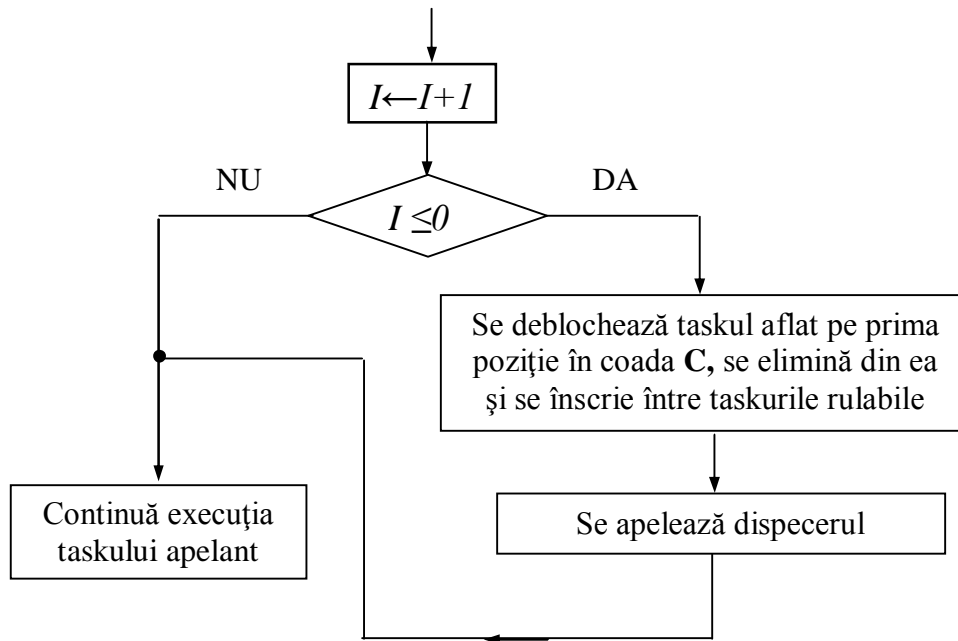 I←I+1
NU
DA
I ≤0
Se deblochează taskul aflat pe prima
poziţie în coada C, se elimină din ea
şi se înscrie între taskurile rulabile
Continuă execuţia
taskului apelant
Se apelează dispecerul